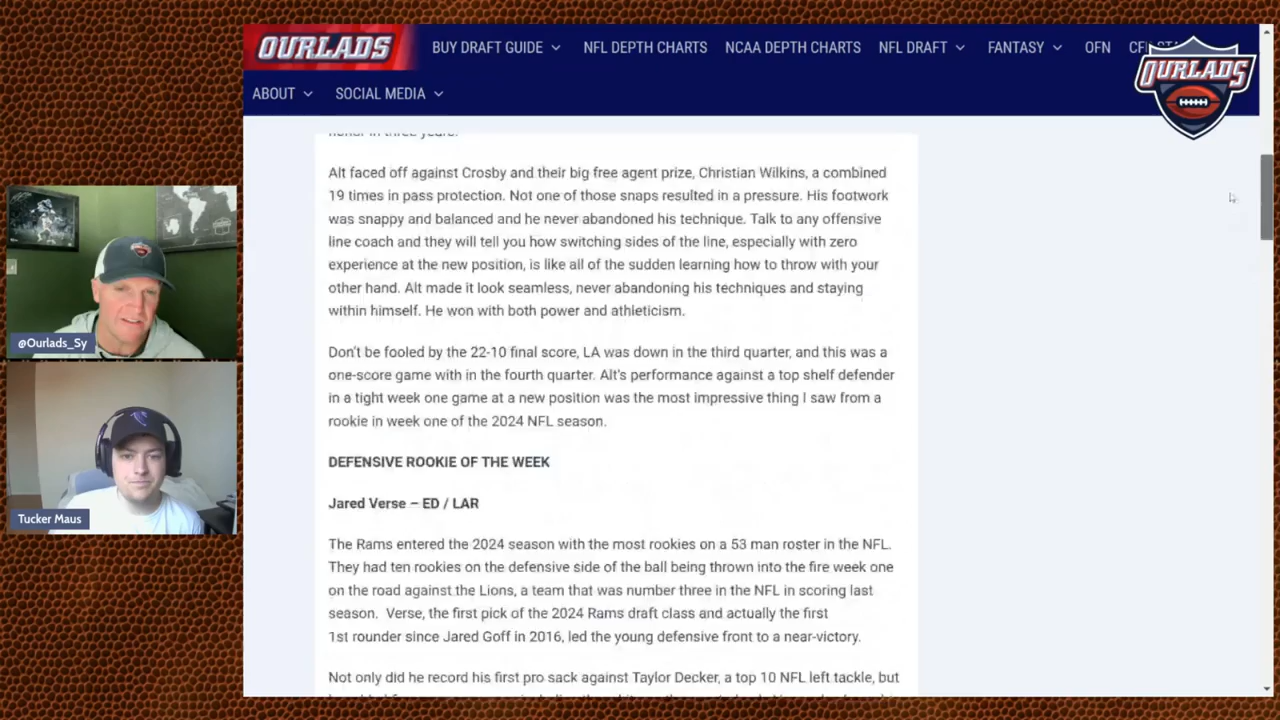 OURLADS
BUY DRAFT GUIDE
NFL DEPTH CHARTS
NCAA DEPTH CHARTS
NFL DRAFT
FANTASY
OFN
OURLADS
ABOUT
SOCIAL MEDIA
in three years.
Alt faced off against Crosby and their big free agent prize, Christian Wilkins, a combined
19 times in pass protection. Not one of those snaps resulted in a pressure. His footwork
was snappy and balanced and he never abandoned his technique. Talk to any offensive
line coach and they will tell you how switching sides of the line, especially with zero
experience at the new position, is like all of the sudden learning how to throw with your
other hand. Alt made it look seamless, never abandoning his techniques and staying
within himself. He won with both power and athleticism.
Don't be fooled by the 22-10 final score, LA was down in the third quarter, and this was a
one-score game with in the fourth quarter. Alt's performance against a top shelf defender
in a tight week one game at a new position was the most impressive thing I saw from a
rookie in week one of the 2024 NFL season.
DEFENSIVE ROOKIE OF THE WEEK
Jared Verse – ED / LAR
The Rams entered the 2024 season with the most rookies on a 53 man roster in the NFL.
They had ten rookies on the defensive side of the ball being thrown into the fire week one
on the road against the Lions, a team that was number three in the NFL in scoring last
season. Verse, the first pick of the 2024 Rams draft class and actually the first
1st rounder since Jared Goff in 2016, led the young defensive front to a near-victory.
Not only did he record his first pro sack against Taylor Decker, a top 10 NFL left tackle, but
@Ourlads_Sy
Tucker Maus